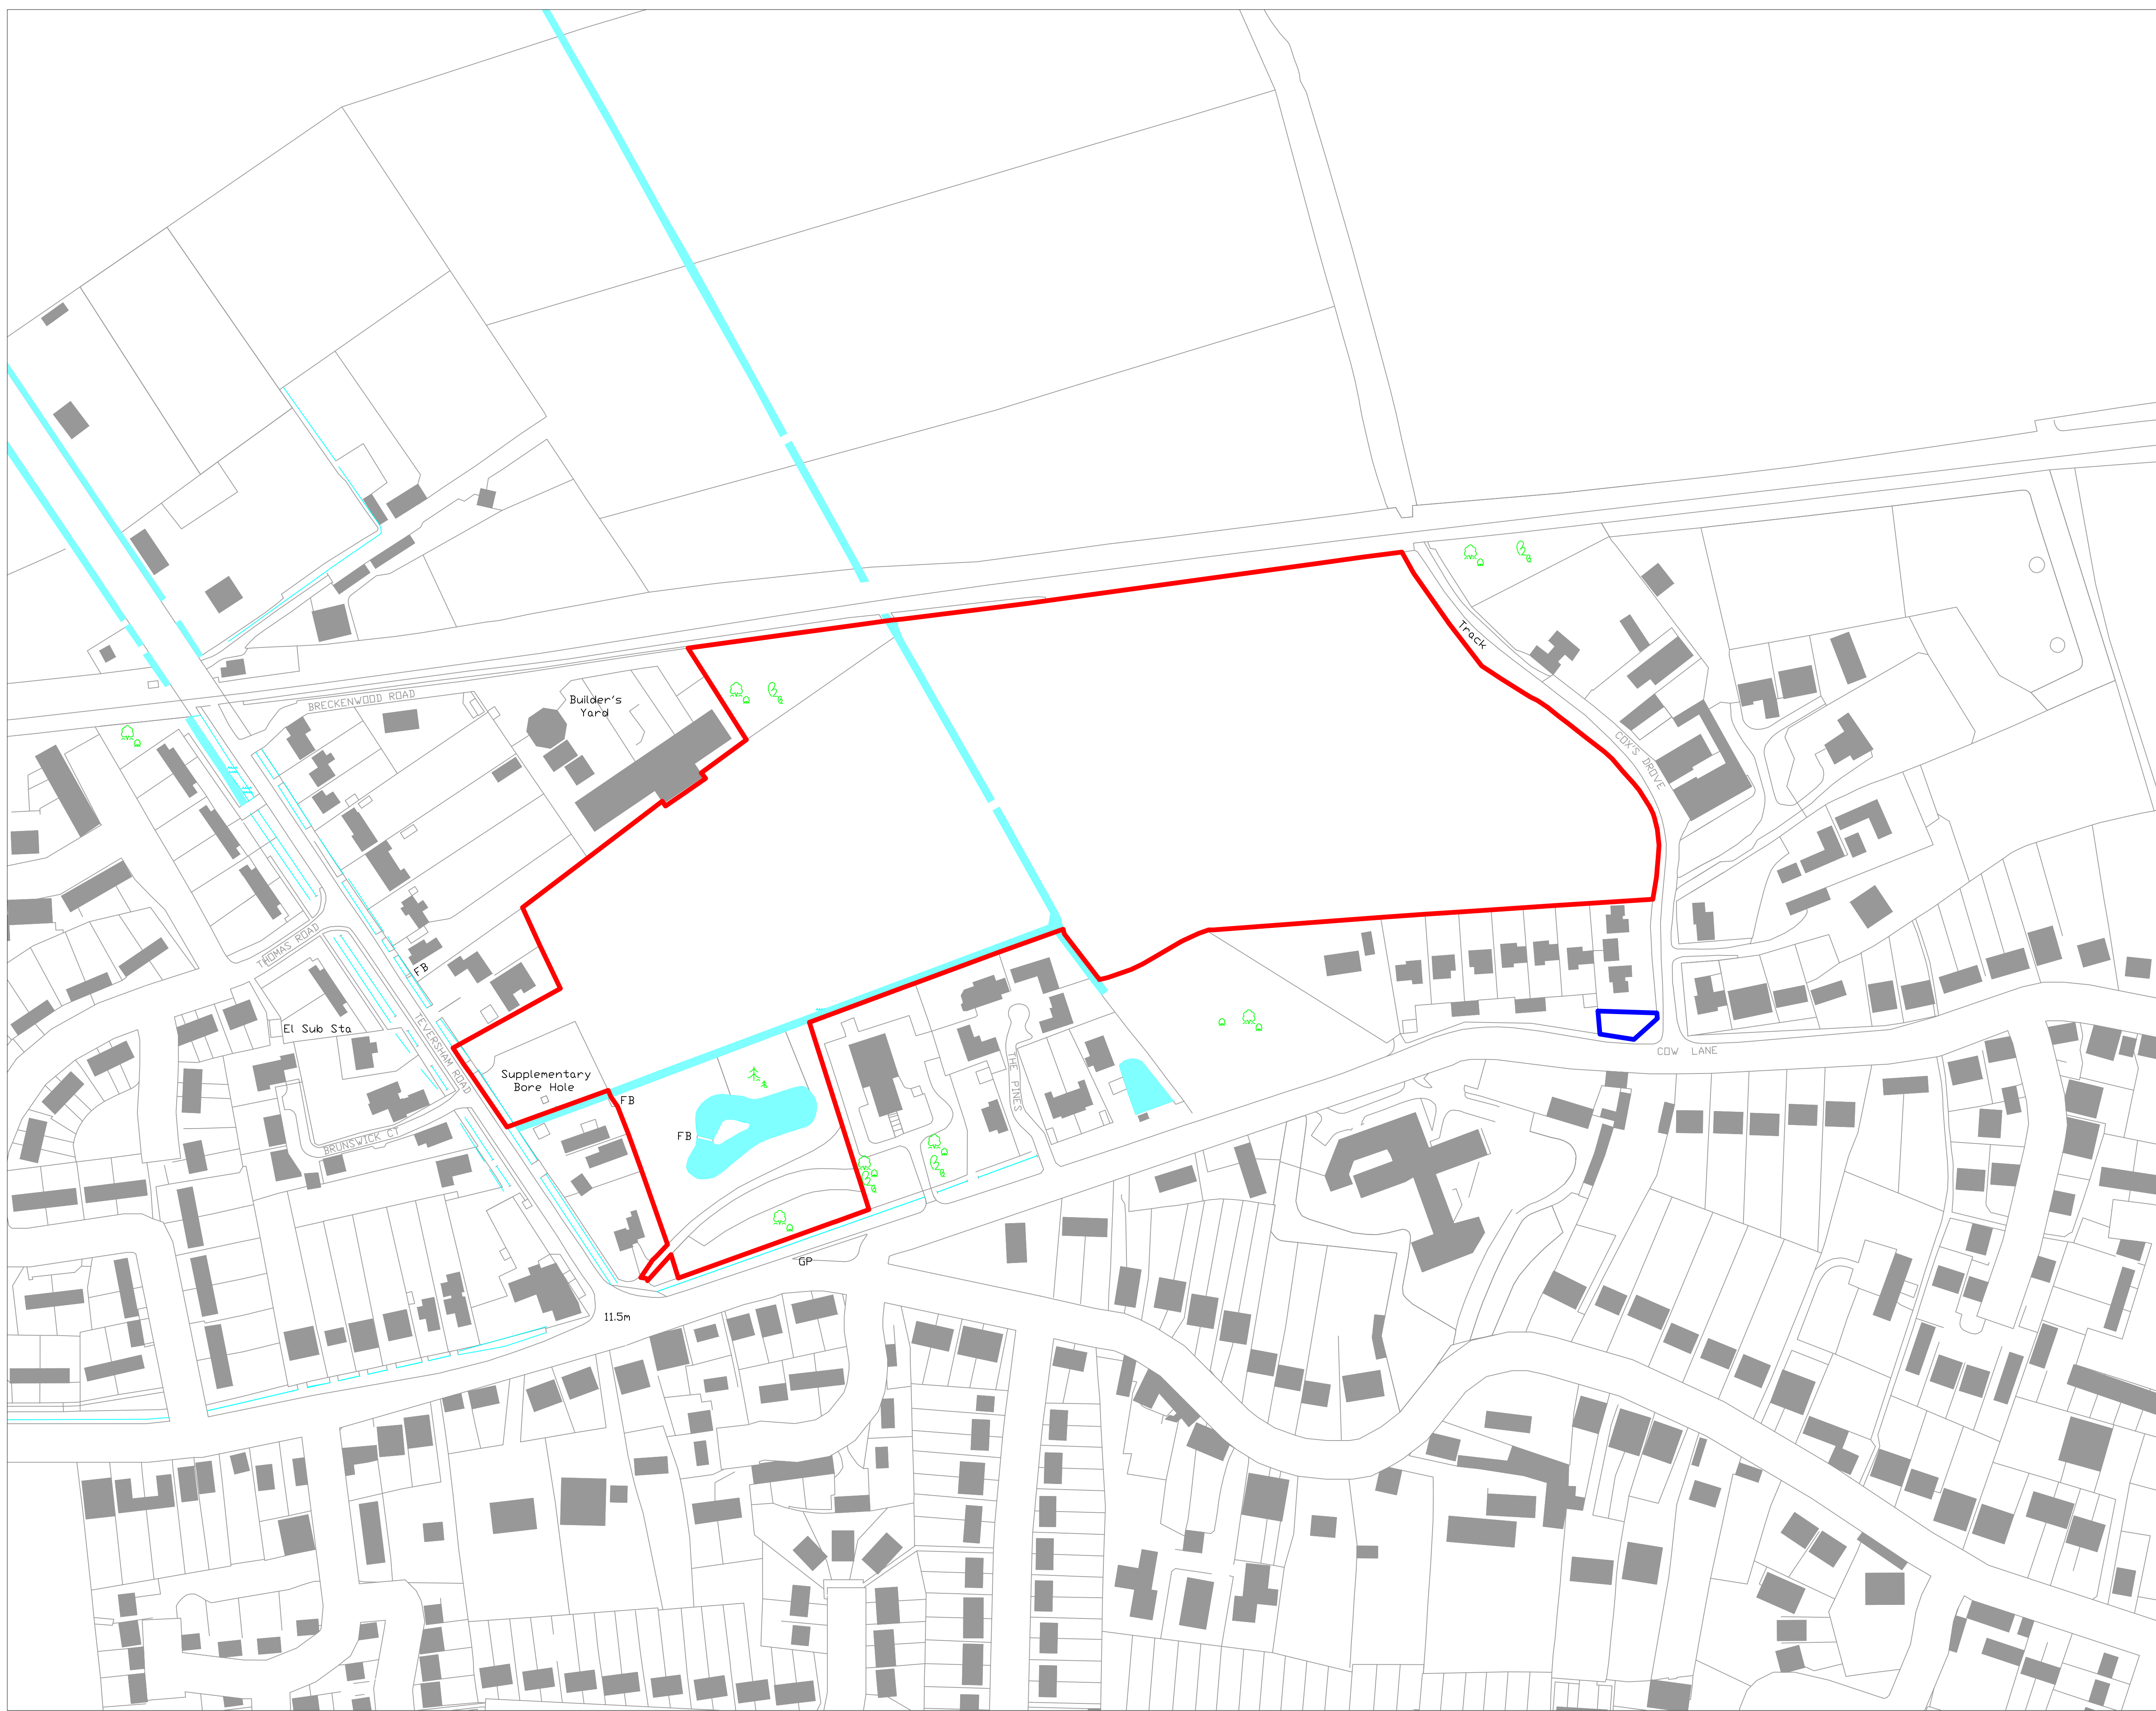 Track
BRECKENWOOD ROAD
Builder's
Yard
COX'S DROVE
THOMAS ROAD
FB
El Sub Sta
TEVERSHAM ROAD
COW LANE
Supplementary
Bore Hole
THE PINES
FB
FB
BRUNSWICK CT
GP
11.5m